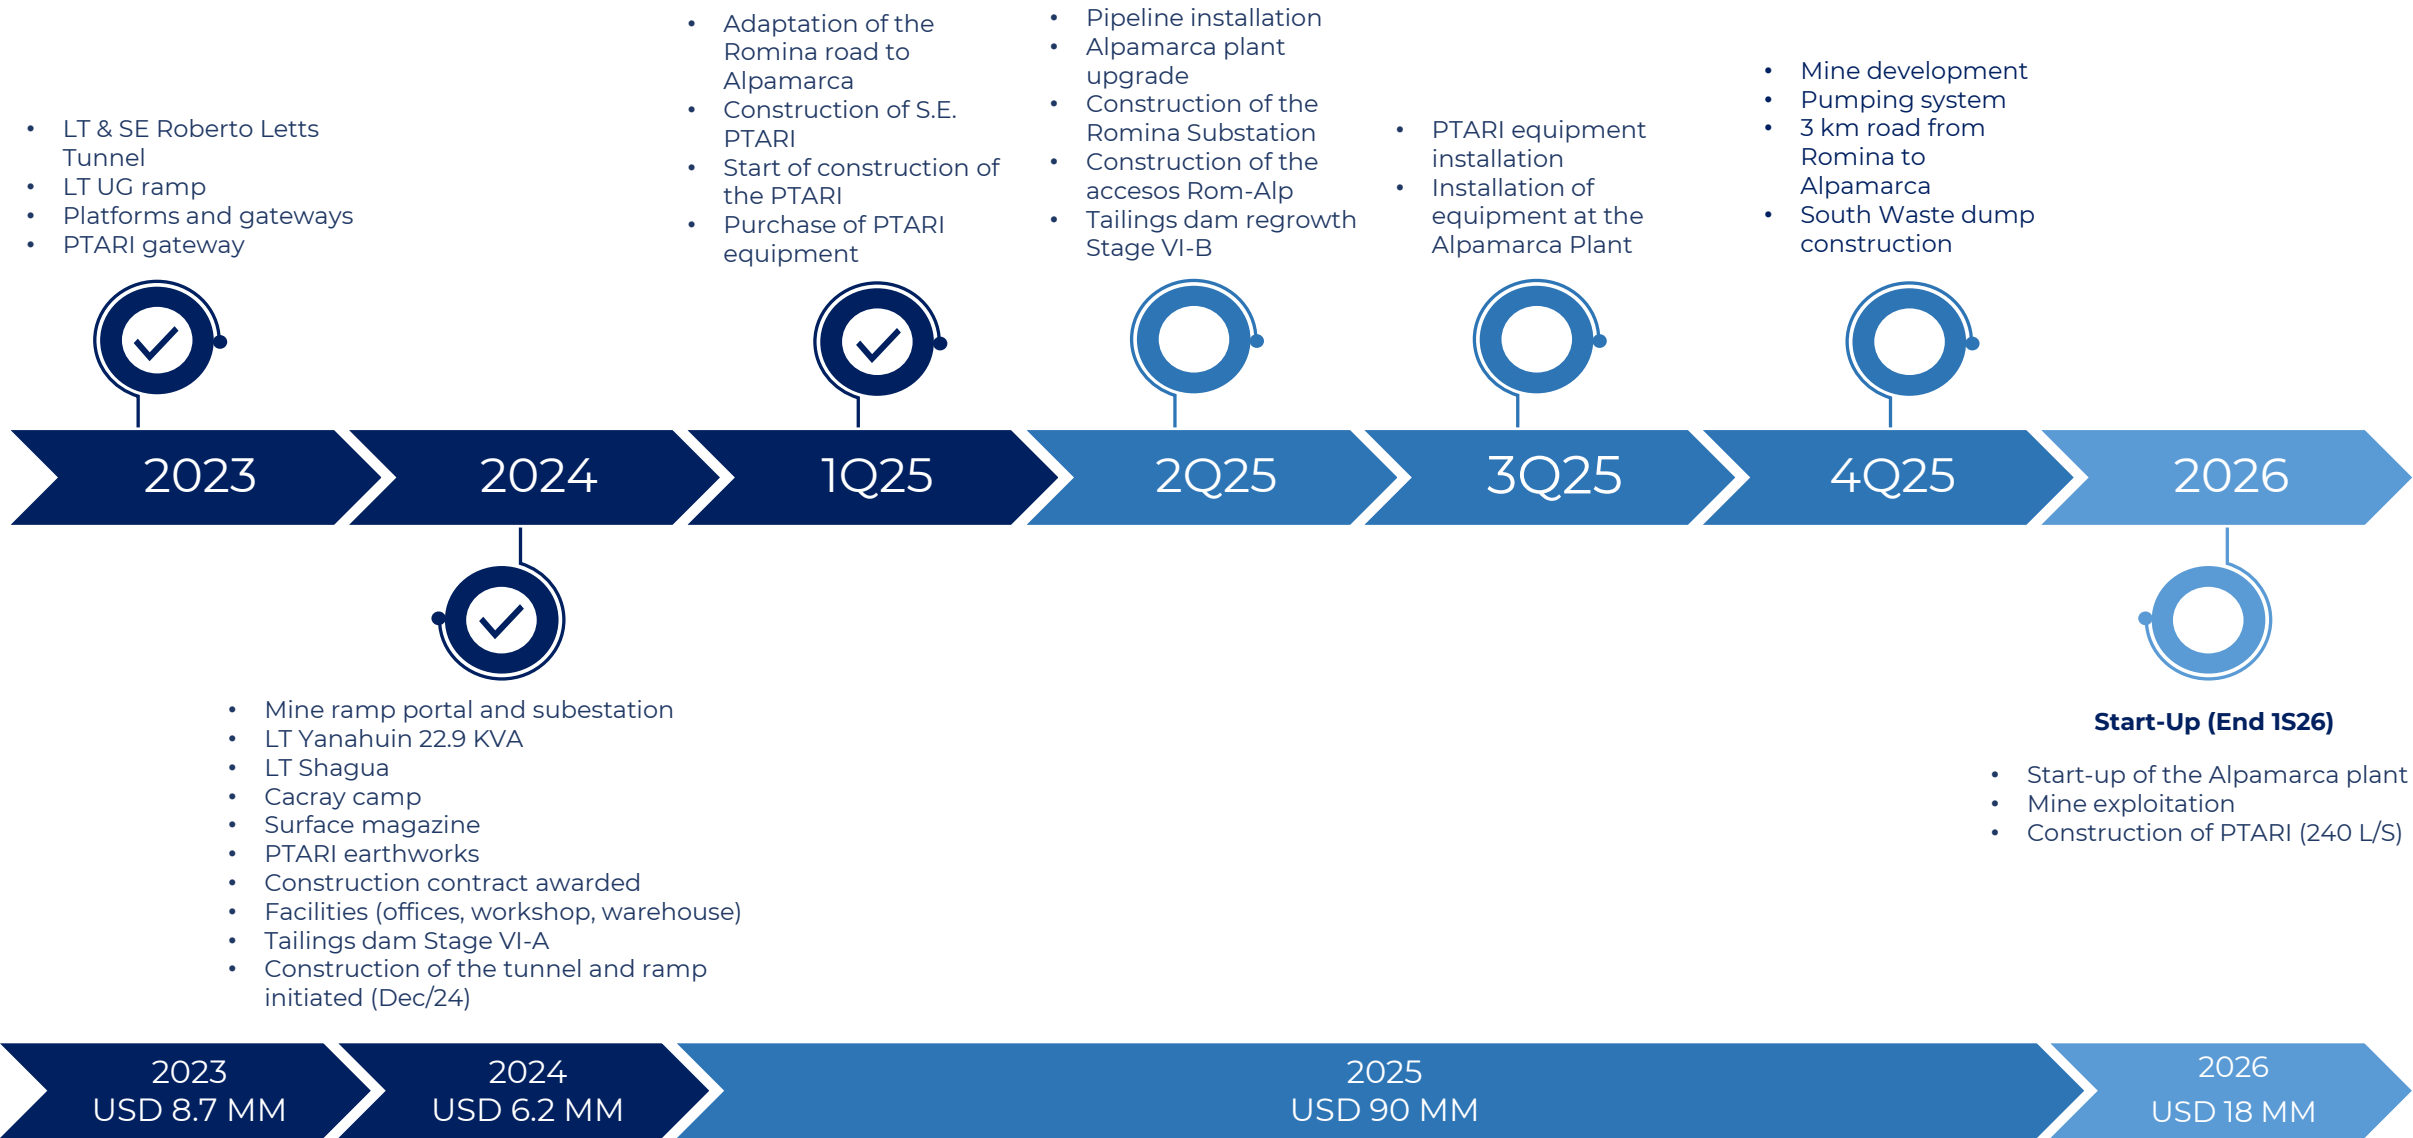 • LT & SE Roberto Letts
Tunnel
• LT UG ramp
• Platforms and gateways
• PTARI gateway
• Adaptation of the
Romina road to
Alpamarca
• Construction of S.E.
PTARI
• Start of construction of
the PTARI
• Purchase of PTARI
equipment
• Pipeline installation
• Alpamarca plant
upgrade
• Construction of the
Romina Substation
• Construction of the
accesos Rom-Alp
• Tailings dam regrowth
Stage VI-B
• PTARI equipment
installation
• Installation of
equipment at the
Alpamarca Plant
• Mine development
• Pumping system
• 3 km road from
Romina to
Alpamarca
• South Waste dump
construction
2023
2024
1Q25
2Q25
3Q25
4Q25
2026
• Mine ramp portal and subestation
• LT Yanahuin 22.9 KVA
• LT Shagua
• Cacray camp
• Surface magazine
• PTARI earthworks
• Construction contract awarded
• Facilities (offices, workshop, warehouse)
• Tailings dam Stage VI-A
• Construction of the tunnel and ramp
initiated (Dec/24)
Start-Up (End 1S26)
• Start-up of the Alpamarca plant
• Mine exploitation
• Construction of PTARI (240 L/S)
2023
USD 8.7 MM
2024
USD 6.2 MM
2025
USD 90 MM
2026
USD 18 MM